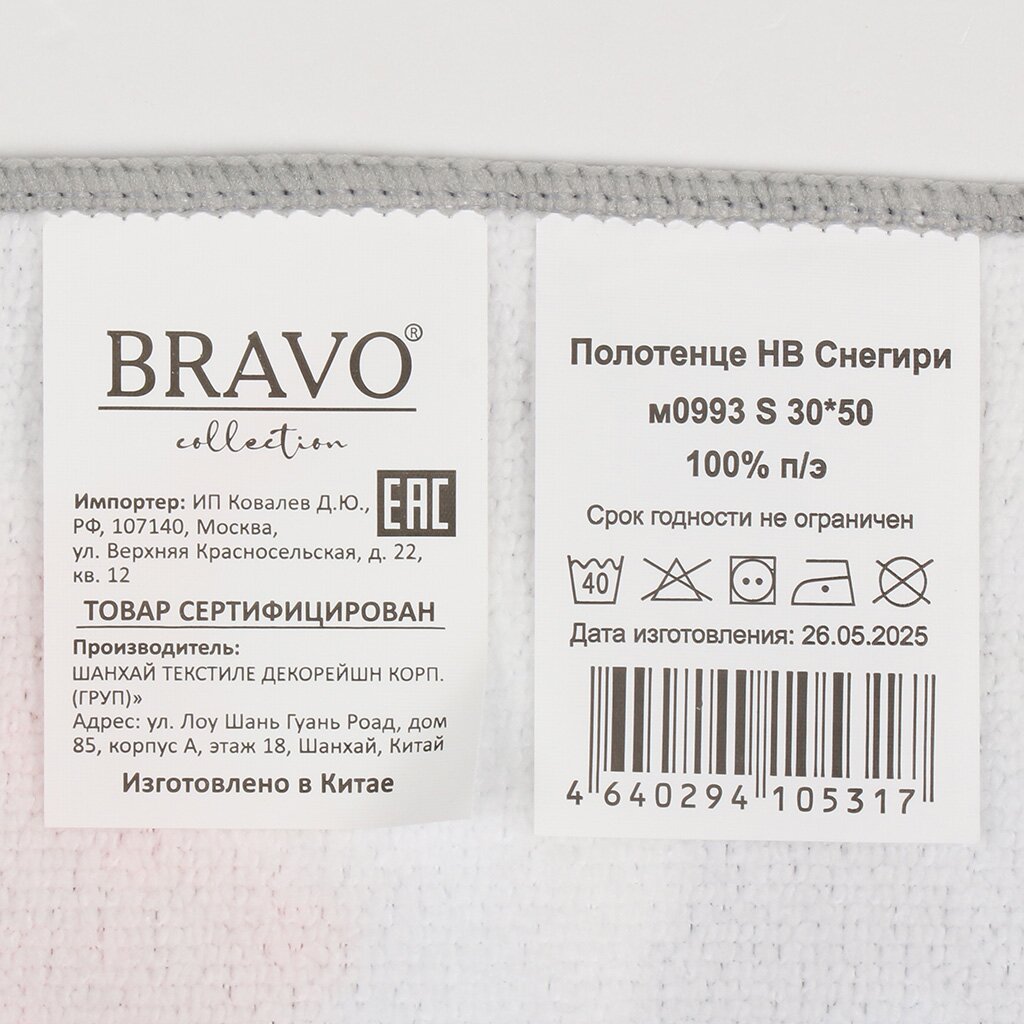 BRAVO®
collection
Импортер: ИП Ковалев Д.Ю.,
РФ, 107140, Москва,
ул. Верхняя Красносельская, д. 22,
кв. 12
EAC
ТОВАР СЕРТИФИЦИРОВАН
Производитель:
ШАНХАЙ ТЕКСТИЛЕ ДЕКОРЕЙШН КОРП.
(ГРУП)»
Адрес: ул. Лоу Шань Гуань Роад, дом
85, корпус А, этаж 18, Шанхай, Китай
Изготовлено в Китае
Полотенце НВ Снегири
м0993 S 30*50
100% п/э
Срок годности не ограничен
40
Дата изготовления: 26.05.2025
4 640294 105317